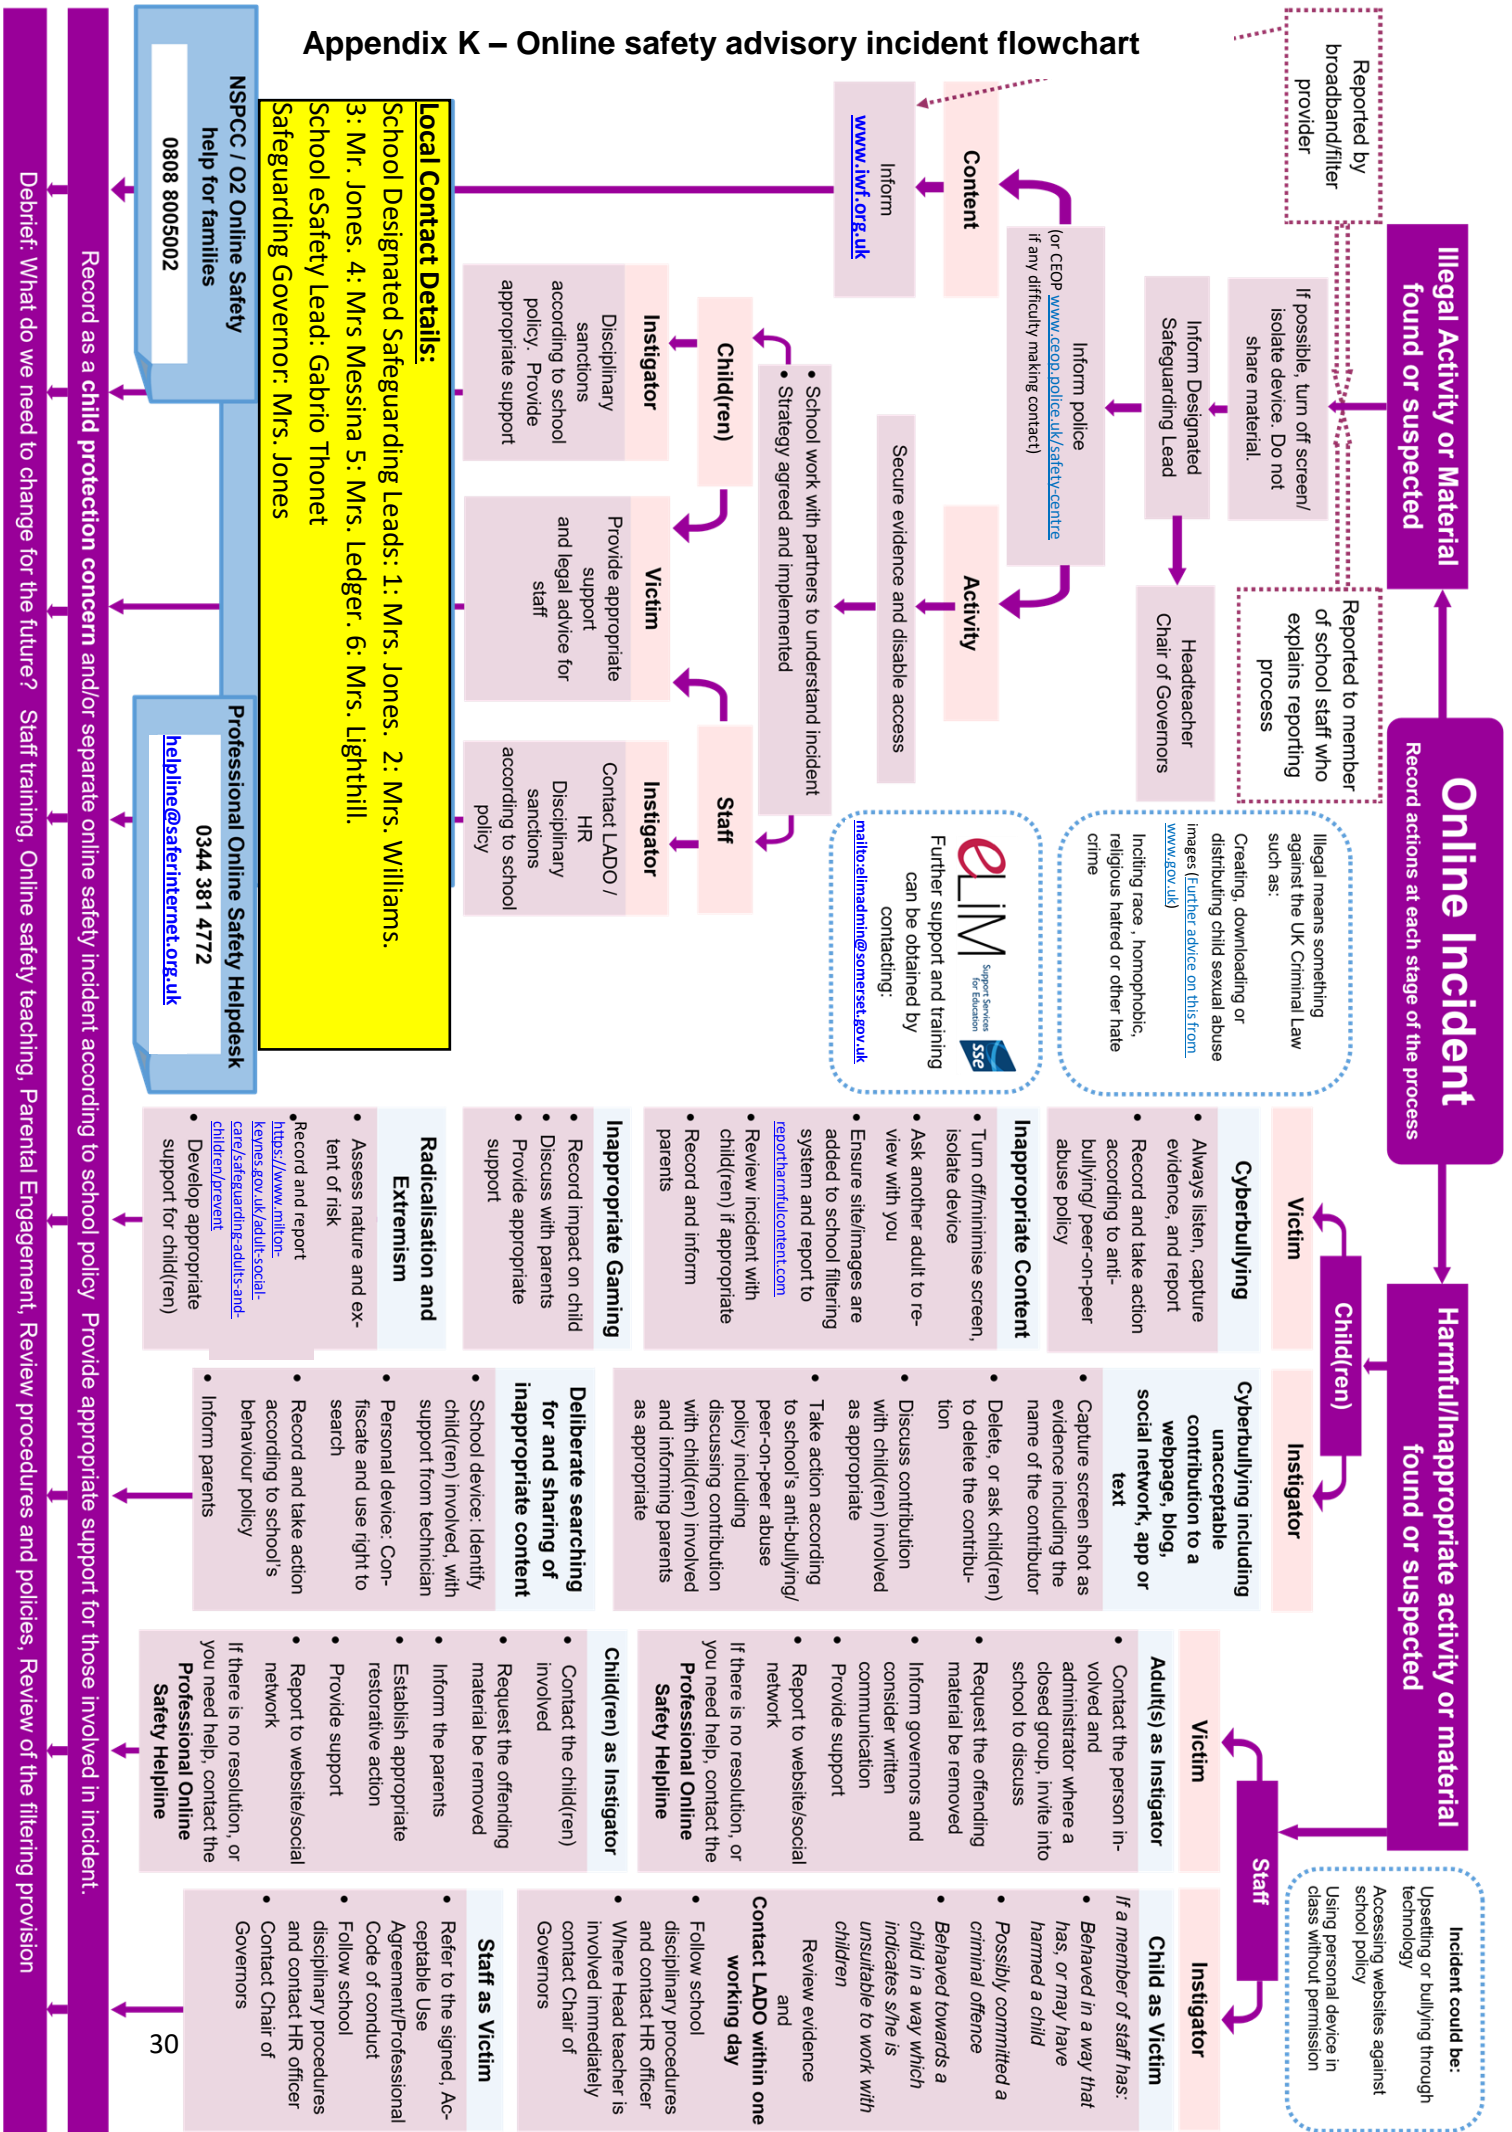 Appendix K – Online safety advisory incident flowchart
Online Incident
Record actions at each stage of the process
Illegal Activity or Material
found or suspected
Reported by
broadband/filter
provider
Reported to member
of school staff who
explains reporting
process
If possible, turn off screen/
isolate device. Do not
share material.
Inform Designated
Safeguarding Lead
Headteacher
Chair of Governors
Inform police
(or CEOP www.ceop.police.uk/safety-centre
if any difficulty making contact)
Content
Inform
www.iwf.org.uk
Activity
Secure evidence and disable access
• School work with partners to understand incident
• Strategy agreed and implemented
Child(ren)
Instigator
Disciplinary
sanctions
according to school
policy. Provide
appropriate support
Victim
Provide appropriate
support
and legal advice for
staff
Staff
Instigator
Contact LADO /
HR
Disciplinary
sanctions
according to school
policy
Illegal means something
against the UK Criminal Law
such as:
Creating, downloading or
distributing child sexual abuse
images (Further advice on this from
www.gov.uk)
Inciting race , homophobic,
religious hatred or other hate
crime
eLIM
Support Services
for Education
sse
Further support and training
can be obtained by
contacting:
mailto:elimadmin@somerset.gov.uk
Local Contact Details:
School Designated Safeguarding Leads: 1: Mrs. Jones. 2: Mrs. Williams.
3: Mr. Jones. 4: Mrs Messina 5: Mrs. Ledger. 6: Mrs. Lighthill.
School eSafety Lead: Gabrio Thonet
Safeguarding Governor: Mrs. Jones
NSPCC / O2 Online Safety
help for families
0808 8005002
Professional Online Safety Helpdesk
0344 381 4772
helpline@saferinternet.org.uk
Harmful/Inappropriate activity or material
found or suspected
Incident could be:
Upsetting or bullying through
technology
Accessing websites against
school policy
Using personal device in
class without permission
Child(ren)
Victim
Cyberbullying
• Always listen, capture
evidence, and report
• Record and take action
according to anti-
bullying/ peer-on-peer
abuse policy
Inappropriate Content
• Turn off/minimise screen,
isolate device
• Ask another adult to re-
view with you
• Ensure site/images are
added to school filtering
system and report to
reportharmfulcontent.com
• Review incident with
child(ren) if appropriate
• Record and inform
parents
Inappropriate Gaming
• Record impact on child
• Discuss with parents
• Provide appropriate
support
Radicalisation and
Extremism
• Assess nature and ex-
tent of risk
• Record and report
https://www.milton-
keynes.gov.uk/adult-social-
care/safeguarding-adults-and-
children/prevent
• Develop appropriate
support for child(ren)
Instigator
Cyberbullying including
unacceptable
contribution to a
webpage, blog,
social network, app or
text
• Capture screen shot as
evidence including the
name of the contributor
• Delete, or ask child(ren)
to delete the contribu-
tion
• Discuss contribution
with child(ren) involved
as appropriate
• Take action according
to school's anti-bullying/
peer-on-peer abuse
policy including
discussing contribution
with child(ren) involved
and informing parents
as appropriate
Deliberate searching
for and sharing of
inappropriate content
• School device: Identify
child(ren) involved, with
support from technician
• Personal device: Con-
fiscate and use right to
search
• Record and take action
according to school's
behaviour policy
• Inform parents
Staff
Victim
Adult(s) as Instigator
• Contact the person in-
volved and
administrator where a
closed group, invite into
school to discuss
• Request the offending
material be removed
• Inform governors and
consider written
communication
• Provide support
• Report to website/social
network
If there is no resolution, or
you need help, contact the
Professional Online
Safety Helpline
Child(ren) as Instigator
• Contact the child(ren)
involved
• Request the offending
material be removed
• Inform the parents
• Establish appropriate
restorative action
• Provide support
• Report to website/social
network
If there is no resolution, or
you need help, contact the
Professional Online
Safety Helpline
Instigator
Child as Victim
If a member of staff has:
• Behaved in a way that
has, or may have
harmed a child
• Possibly committed a
criminal offence
• Behaved towards a
child in a way which
indicates s/he is
unsuitable to work with
children
Review evidence
and
Contact LADO within one
working day
• Follow school
disciplinary procedures
and contact HR officer
• Where Head teacher is
involved immediately
contact Chair of
Governors
Staff as Victim
• Refer to the signed, Ac-
ceptable Use
Agreement/Professional
Code of conduct
• Follow school
disciplinary procedures
and contact HR officer
• Contact Chair of
Governors
Record as a child protection concern and/or separate online safety incident according to school policy Provide appropriate support for those involved in incident.
Debrief: What do we need to change for the future? Staff training, Online safety teaching, Parental Engagement, Review procedures and policies, Review of the filtering provision
30